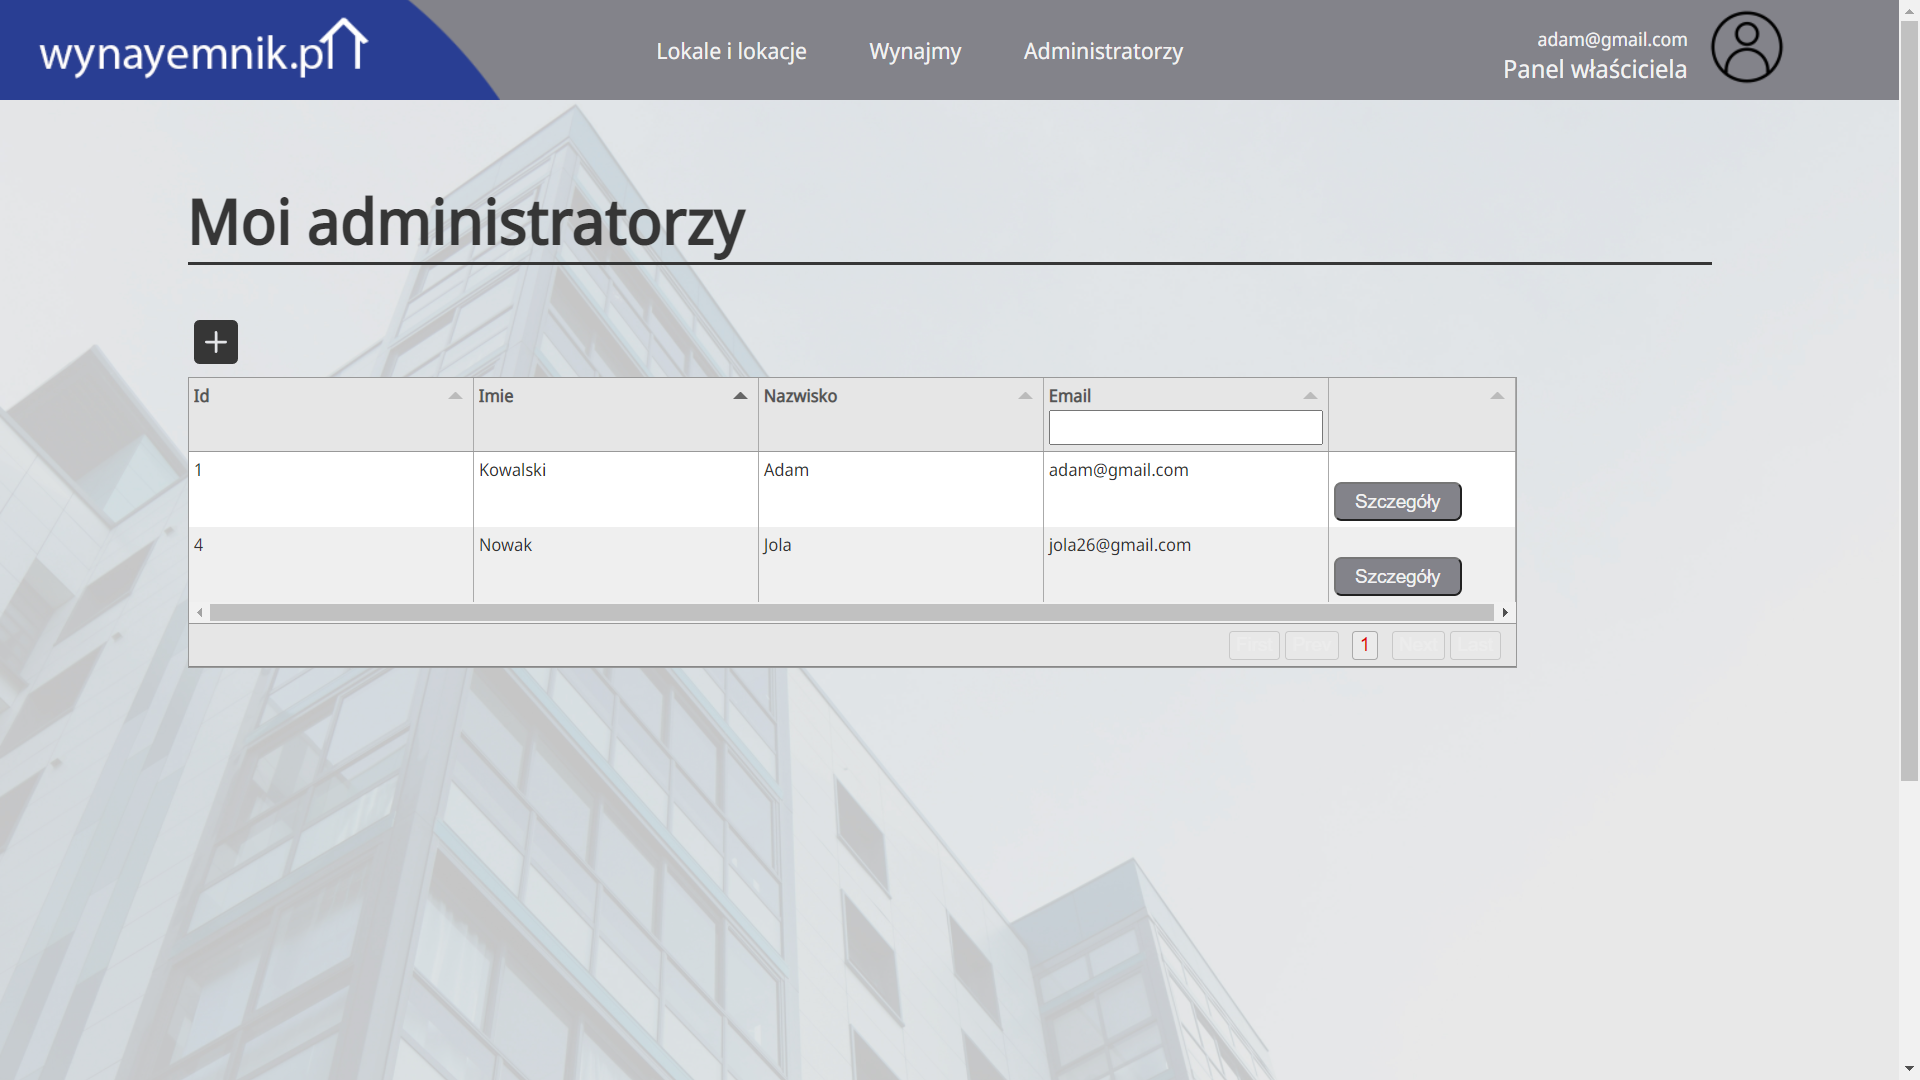 wynayemnik.pl
Lokale i lokacje
Wynajmy
Administratorzy
adam@gmail.com
Panel właściciela
Moi administratorzy
Id
Imie
Nazwisko
Email
1
Kowalski
Adam
adam@gmail.com
Szczegóły
4
Nowak
Jola
jola26@gmail.com
Szczegóły
First
Prev
1
Next
Last